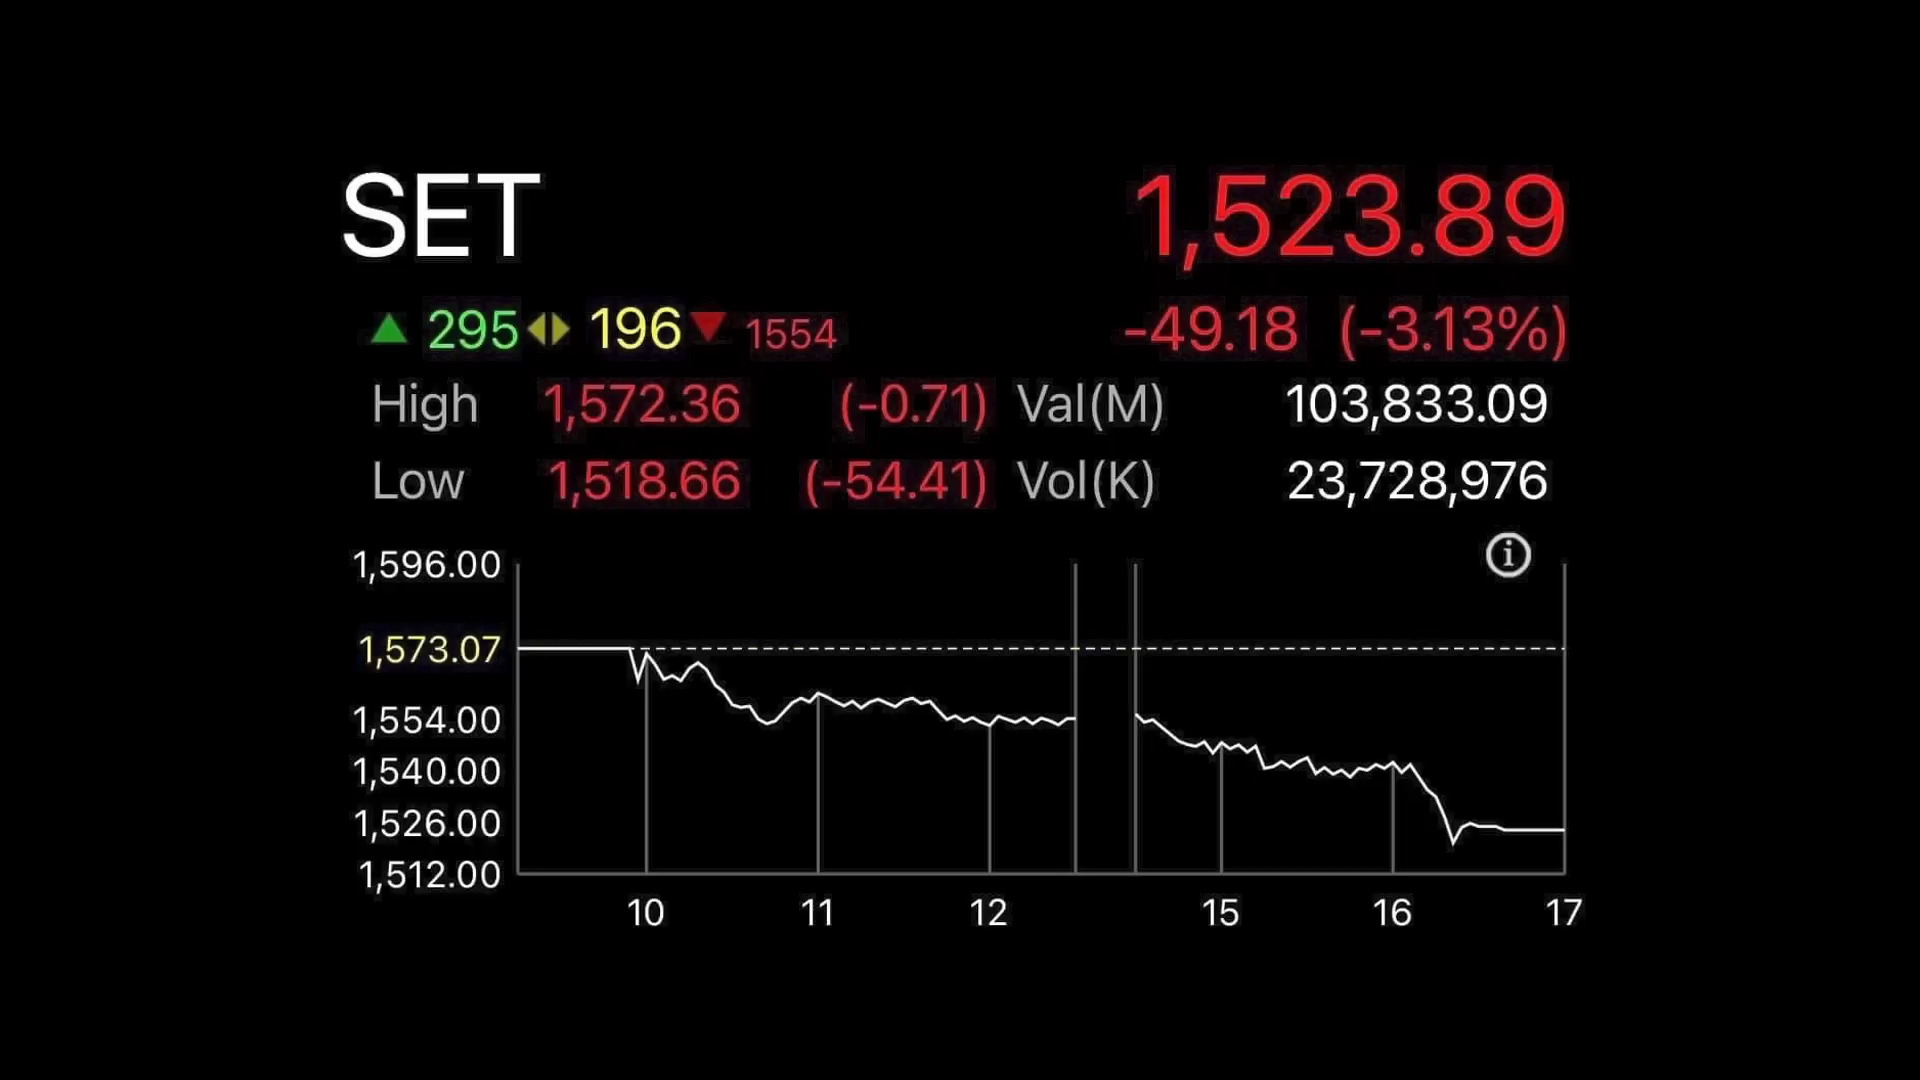 SET 1,523.89
295 196 1554 -49.18 (-3.13%)
High 1,572.36 (-0.71) Val(M) 103,833.09
Low 1,518.66 (-54.41) Vol(K) 23,728,976
i
1,596.00
1,573.07
1,554.00
1,540.00
1,526.00
1,512.00
10 11 12 15 16 17